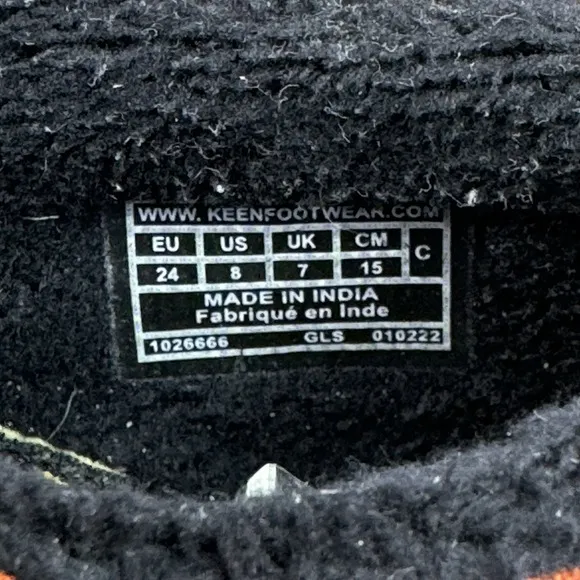 WWW. KEENFOOTWEAR.COM
EU US UK CM C
24 8 7 15
MADE IN INDIA
Fabriqué en Inde
1026666 GLS 010222